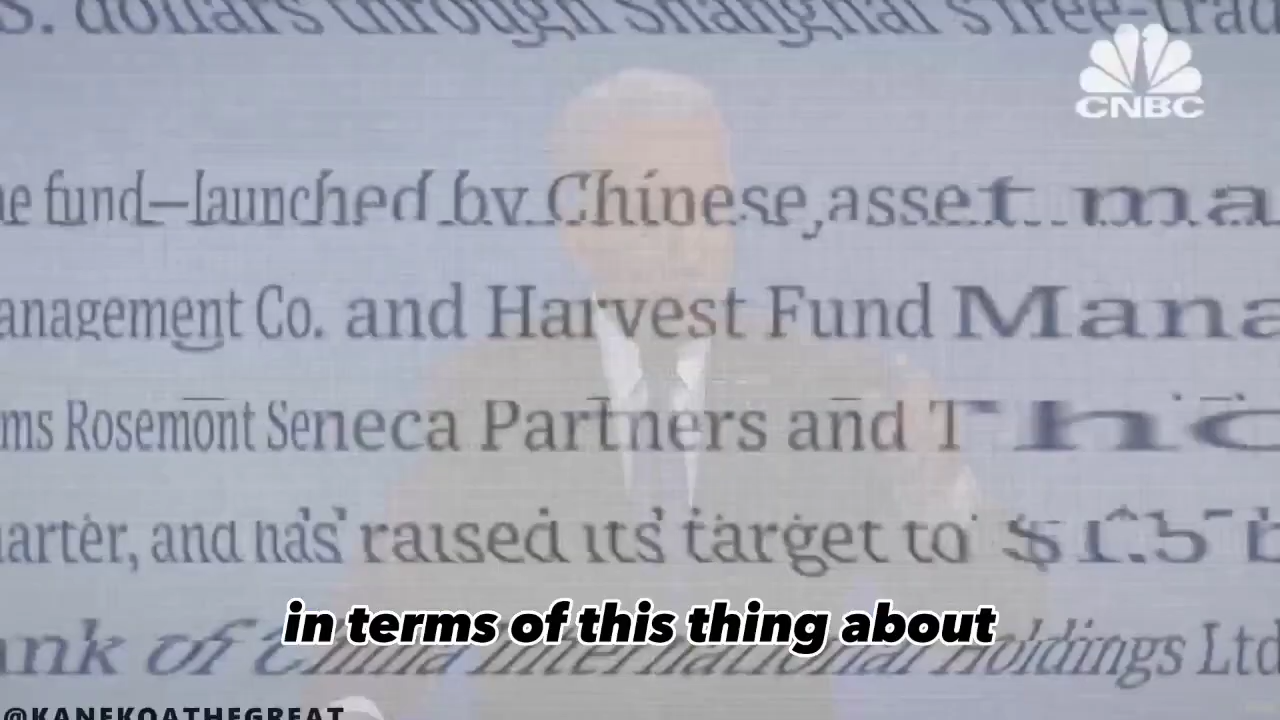 S. dollars through Shanghai's free-trad
CNBC
e fund—launched by Chinese asset ma
anagement Co. and Harvest Fund Mana
ms Rosemont Seneca Partners and Tho
arter, and has raised its target to $1.5 b
in terms of this thing about
ank of China International Holdings Ltd
@KANEKOATHEGREAT